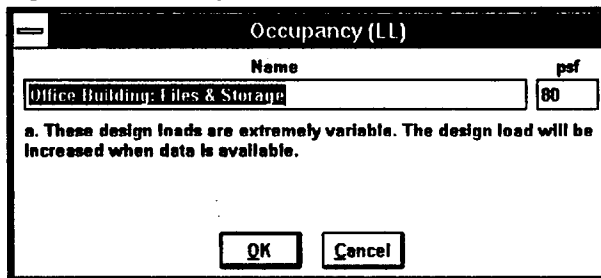 Occupancy (LL)
Name psf
Office Building: Files & Storage 80
a. These design loads are extremely variable. The design load will be
increased when data is available.
OK Cancel